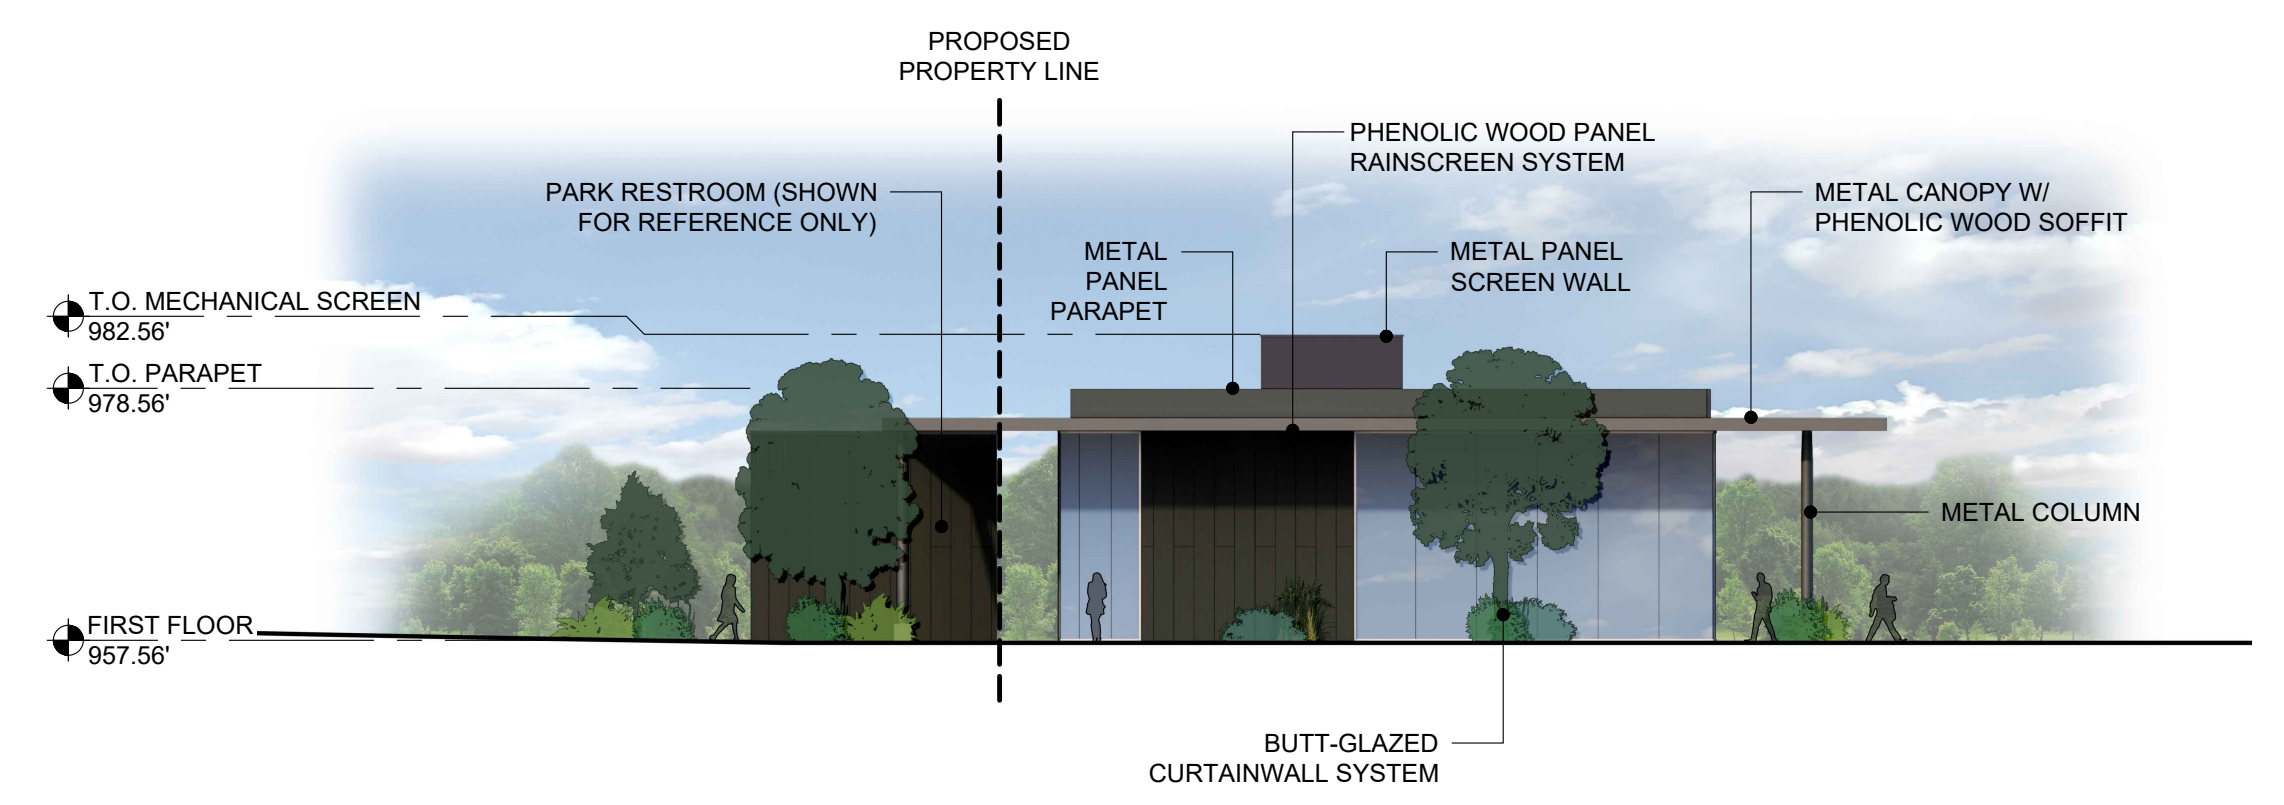 PROPOSED
PROPERTY LINE
PHENOLIC WOOD PANEL
RAINSCREEN SYSTEM
PARK RESTROOM (SHOWN
FOR REFERENCE ONLY)
METAL CANOPY W/
PHENOLIC WOOD SOFFIT
METAL
PANEL
PARAPET
METAL PANEL
SCREEN WALL
T.O. MECHANICAL SCREEN
982.56'
T.O. PARAPET
978.56'
METAL COLUMN
FIRST FLOOR
957.56'
BUTT-GLAZED
CURTAINWALL SYSTEM